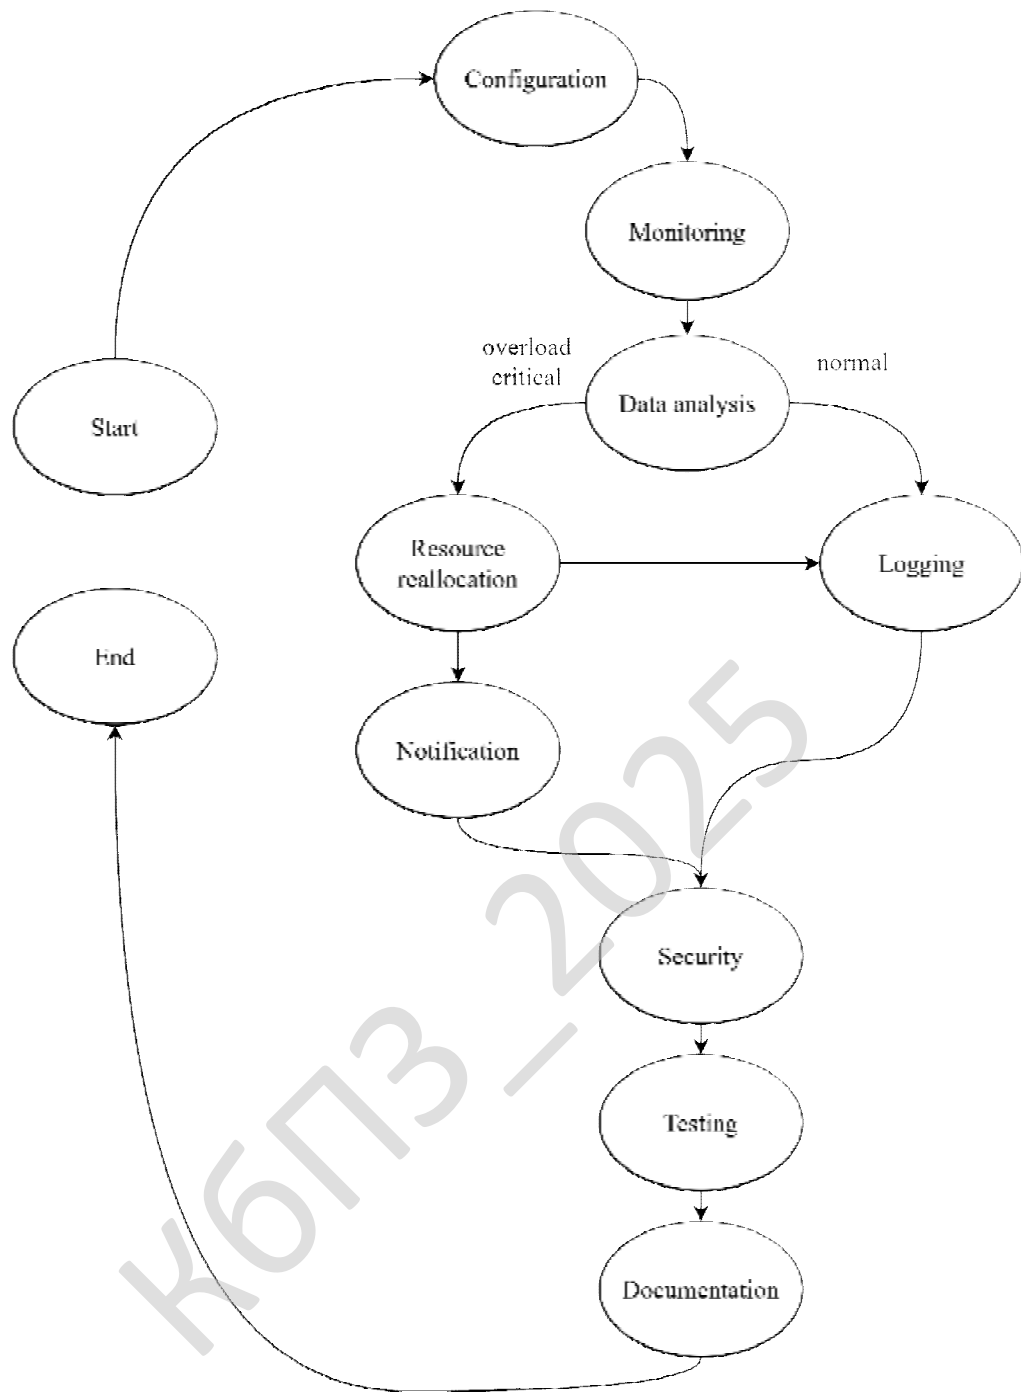 Configuration
Monitoring
overload
critical
normal
Data analysis
Start
Resource
reallocation
Logging
End
Notification
Security
Testing
Documentation
КбПЗ_2025